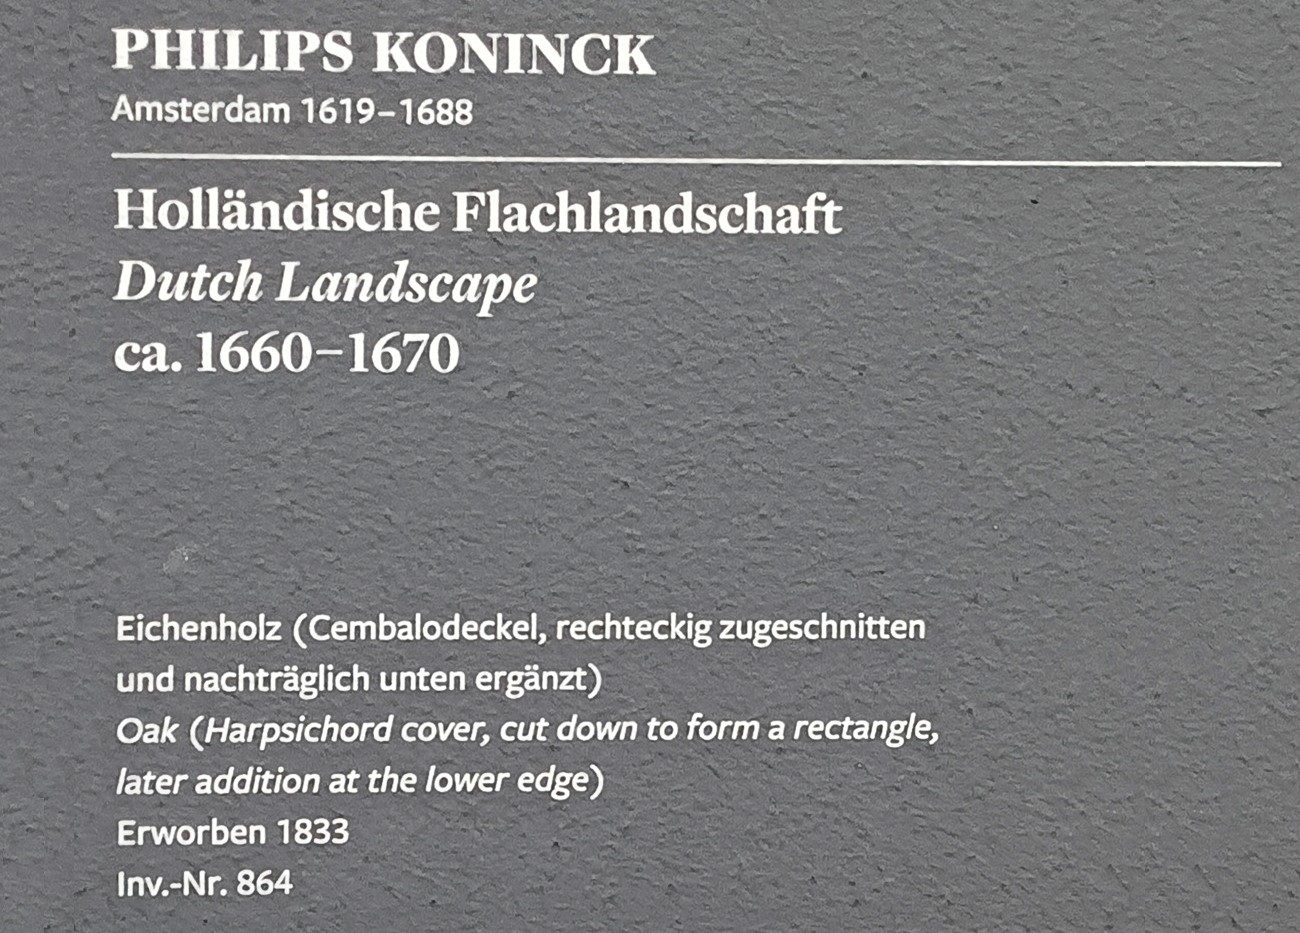 PHILIPS KONINCK
Amsterdam 1619–1688
Holländische Flachlandschaft
Dutch Landscape
ca. 1660–1670
Eichenholz (Cembalodeckel, rechteckig zugeschnitten
und nachträglich unten ergänzt)
Oak (Harpsichord cover, cut down to form a rectangle,
later addition at the lower edge)
Erworben 1833
Inv.-Nr. 864